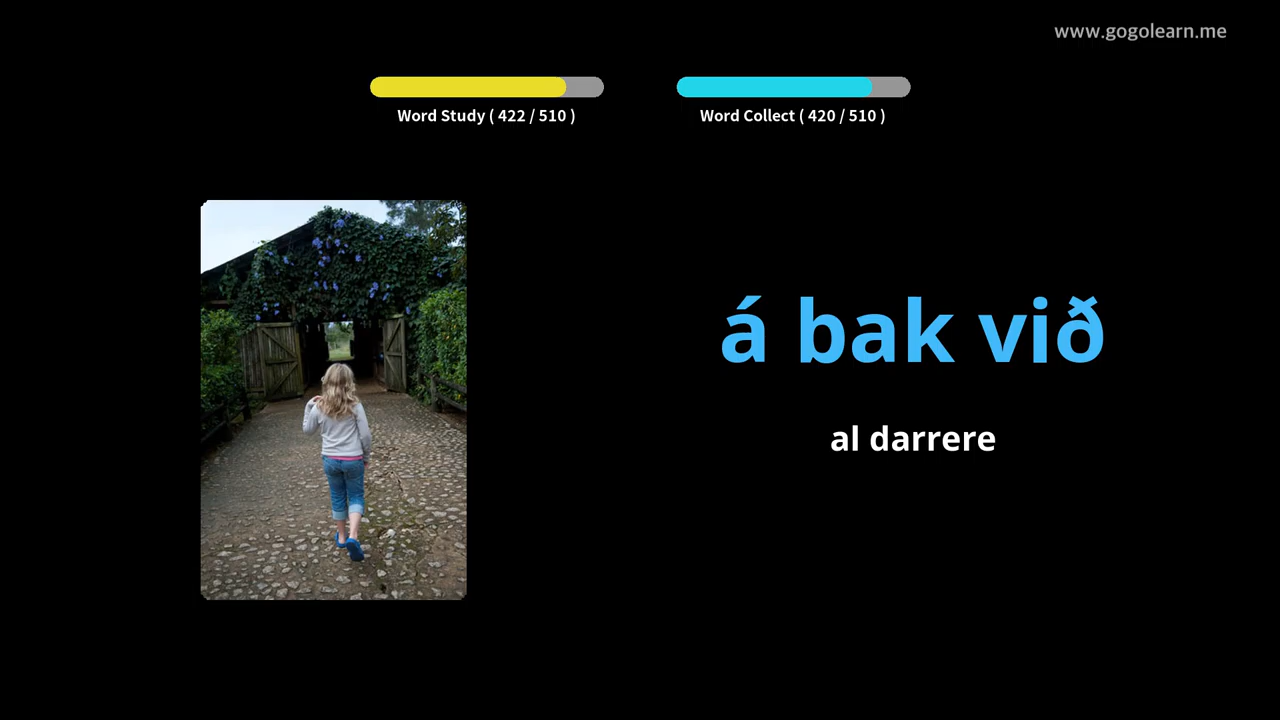 www.gogolearn.me
Word Study ( 422 / 510 )
Word Collect ( 420 / 510 )
á bak við
al darrere